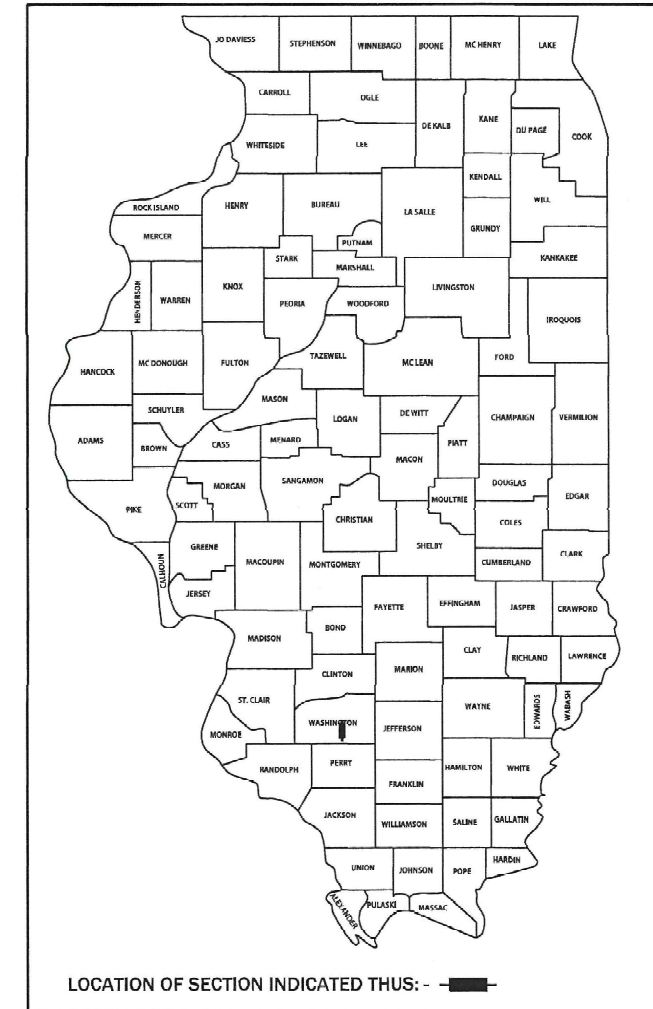 JO DAVIESS
STEPHENSON
WINNEBAGO
BOONE
MC HENRY
LAKE
CARROLL
OGLE
DE KALB
KANE
DU PAGE
COOK
WHITESIDE
LEE
KENDALL
WILL
ROCK ISLAND
HENRY
BUREAU
LA SALLE
GRUNDY
MERCER
PUTNAM
STARK
MARSHALL
KANKAKEE
HENDERSON
WARREN
KNOX
PEORIA
WOODFORD
LIVINGSTON
IROQUOIS
HANCOCK
MC DONOUGH
FULTON
TAZEWELL
MC LEAN
FORD
SCHUYLER
MASON
LOGAN
DE WITT
CHAMPAIGN
VERMILION
ADAMS
BROWN
CASS
MENARD
PIATT
MACON
PIKE
SCOTT
MORGAN
SANGAMON
CHRISTIAN
MOULTRIE
DOUGLAS
EDGAR
COLES
CALHOUN
GREENE
MACOUPIN
MONTGOMERY
SHELBY
CUMBERLAND
CLARK
JERSEY
FAYETTE
EFFINGHAM
JASPER
CRAWFORD
MADISON
BOND
CLAY
RICHLAND
LAWRENCE
CLINTON
MARION
ST. CLAIR
WAYNE
EDWARDS
WABASH
MONROE
WASHINGTON
JEFFERSON
RANDOLPH
PERRY
FRANKLIN
HAMILTON
WHITE
JACKSON
WILLIAMSON
SALINE
GALLATIN
UNION
JOHNSON
POPE
HARDIN
ALEXANDER
PULASKI
MASSAC
LOCATION OF SECTION INDICATED THUS: -